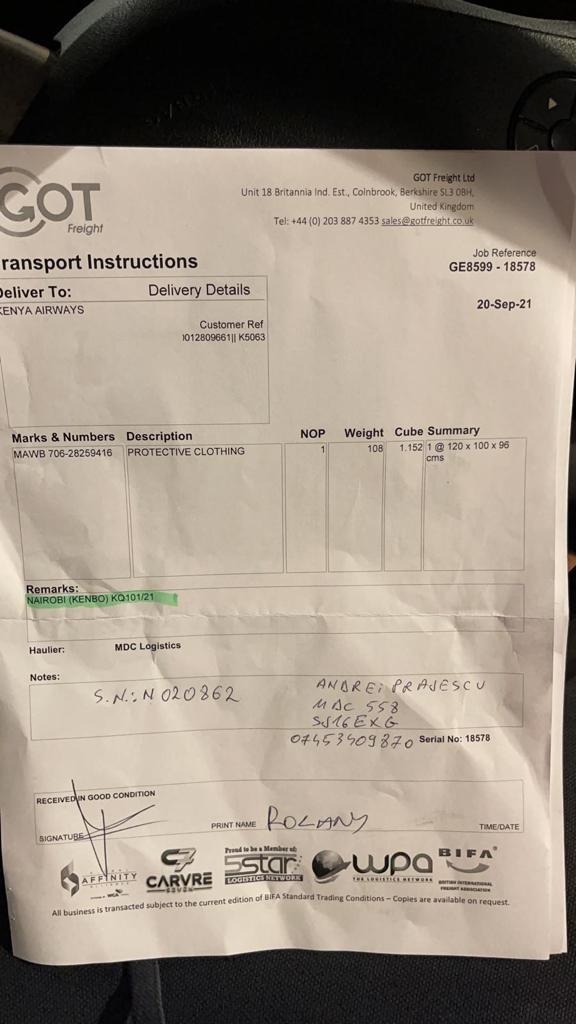 GOT
Freight
GOT Freight Ltd
Unit 18 Britannia Ind. Est., Colnbrook, Berkshire SL3 0BH,
United Kingdom
Tel: +44 (0) 203 887 4353 sales@gotfreight.co.uk
ransport Instructions
Job Reference
GE8599 - 18578
Deliver To: Delivery Details
KENYA AIRWAYS
20-Sep-21
Customer Ref
I012809661|| K5063
Marks & Numbers Description NOP Weight Cube Summary
MAWB 706-28259416 PROTECTIVE CLOTHING 1 108 1.152 1 @ 120 x 100 x 96
cms
Remarks:
NAIROBI (KENBO) KQ101/21
Haulier: MDC Logistics
Notes:
S.N.: N020862
ANDREI PRAJESCU
MDC 558
SJ16EXG
07453409870 Serial No: 18578
RECEIVED IN GOOD CONDITION
SIGNATURE PRINT NAME ROLANY TIME/DATE
AFFINITY
CARVRE
Proud to be a Member of:
5star
LOGISTICS NETWORK
wpa
THE LOGISTICS NETWORK
BIFA
BRITISH INTERNATIONAL
FREIGHT ASSOCIATION
All business is transacted subject to the current edition of BIFA Standard Trading Conditions – Copies are available on request.